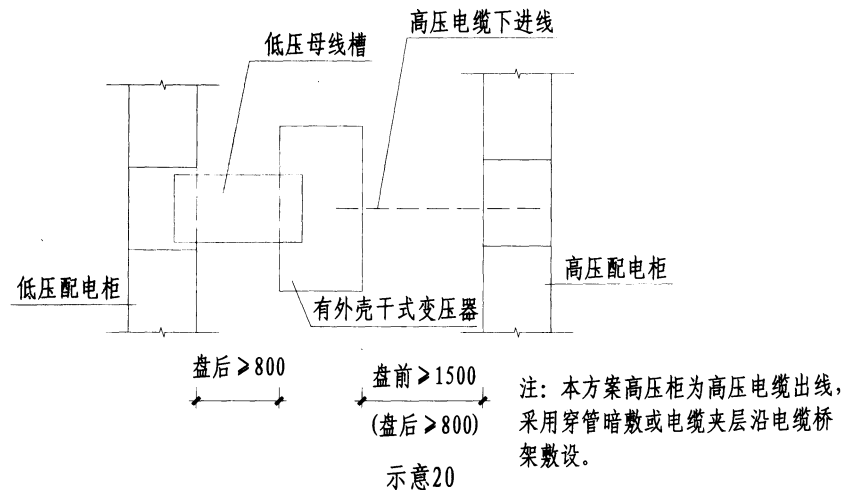 高压电缆下进线
低压母线槽
低压配电柜
高压配电柜
有外壳干式变压器
盘后≥800
盘前≥1500
(盘后≥800)
注：本方案高压柜为高压电缆出线，
采用穿管暗敷或电缆夹层沿电缆桥
架敷设。
示意20